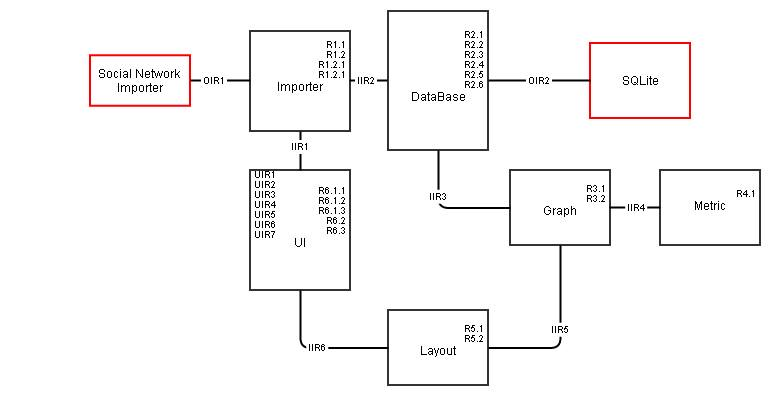 R1.1
R1.2
R1.2.1
R1.2.1
Importer
R2.1
R2.2
R2.3
R2.4
R2.5
R2.6
DataBase
Social Network
Importer
OIR1
IIR2
OIR2
SQLite
IIR1
UIR1
UIR2
UIR3
UIR4
UIR5
UIR6
UIR7
R6.1.1
R6.1.2
R6.1.3
R6.2
R6.3
UI
IIR3
R3.1
R3.2
Graph
IIR4
R4.1
Metric
IIR6
R5.1
R5.2
Layout
IIR5